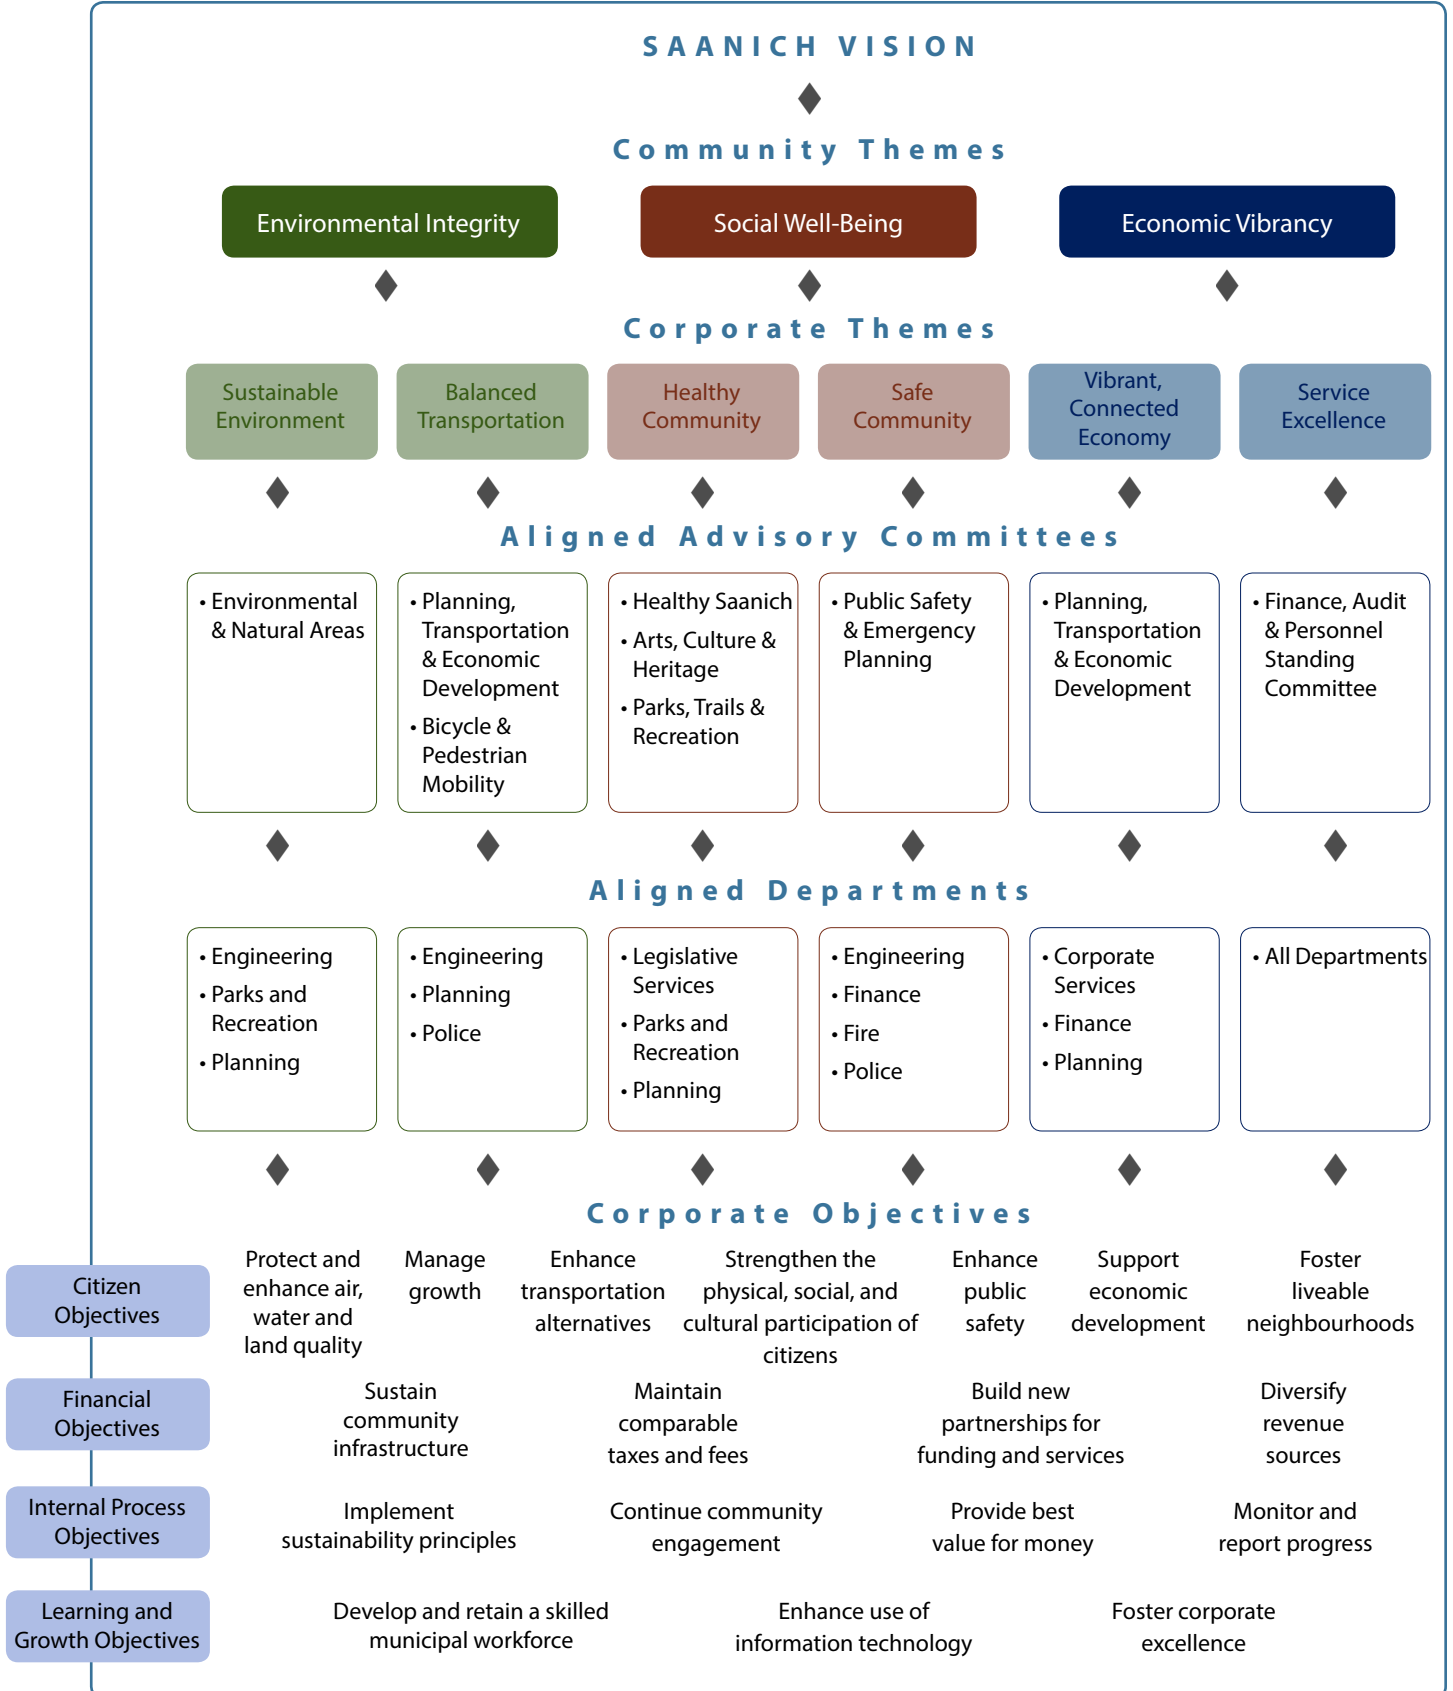 SAANICH VISION
Community Themes
Environmental Integrity
Social Well-Being
Economic Vibrancy
Corporate Themes
Sustainable
Environment
Balanced
Transportation
Healthy
Community
Safe
Community
Vibrant,
Connected
Economy
Service
Excellence
Aligned Advisory Committees
• Environmental
& Natural Areas
• Planning,
Transportation
& Economic
Development
• Bicycle &
Pedestrian
Mobility
• Healthy Saanich
• Arts, Culture &
Heritage
• Parks, Trails &
Recreation
• Public Safety
& Emergency
Planning
• Planning,
Transportation
& Economic
Development
• Finance, Audit
& Personnel
Standing
Committee
Aligned Departments
• Engineering
• Parks and
Recreation
• Planning
• Engineering
• Planning
• Police
• Legislative
Services
• Parks and
Recreation
• Planning
• Engineering
• Finance
• Fire
• Police
• Corporate
Services
• Finance
• Planning
• All Departments
Corporate Objectives
Citizen
Objectives
Protect and
enhance air,
water and
land quality
Manage
growth
Enhance
transportation
alternatives
Strengthen the
physical, social, and
cultural participation of
citizens
Enhance
public
safety
Support
economic
development
Foster
liveable
neighbourhoods
Financial
Objectives
Sustain
community
infrastructure
Maintain
comparable
taxes and fees
Build new
partnerships for
funding and services
Diversify
revenue
sources
Internal Process
Objectives
Implement
sustainability principles
Continue community
engagement
Provide best
value for money
Monitor and
report progress
Learning and
Growth Objectives
Develop and retain a skilled
municipal workforce
Enhance use of
information technology
Foster corporate
excellence